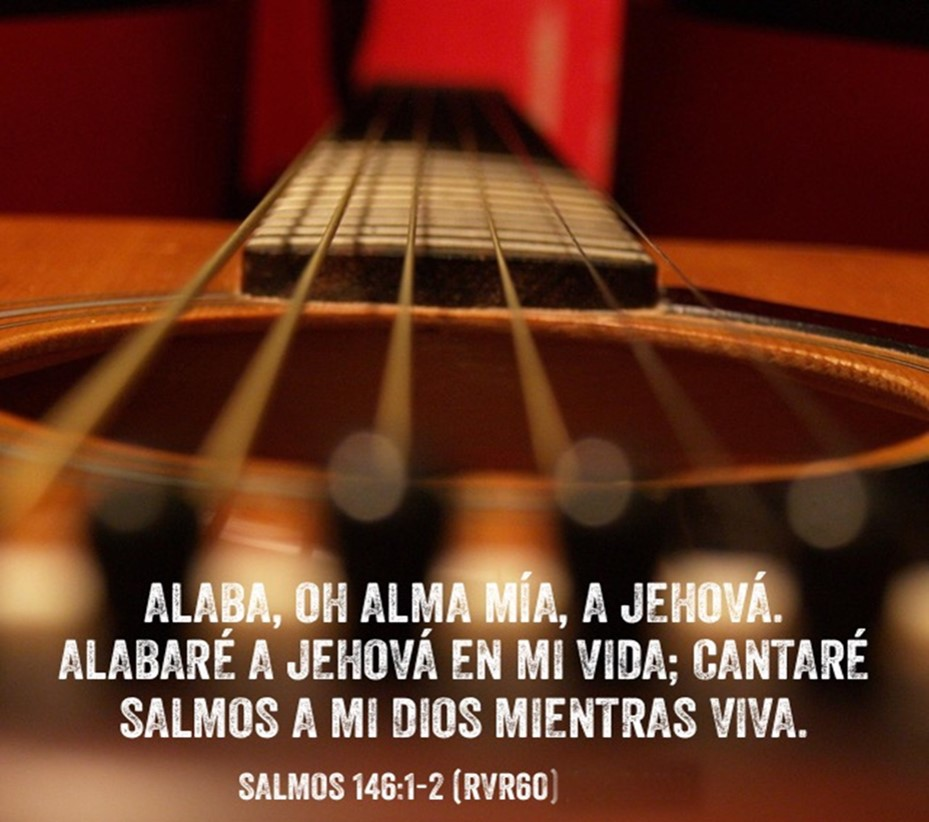 ALABA, OH ALMA MÍA, A JEHOVÁ.
ALABARÉ A JEHOVÁ EN MI VIDA; CANTARÉ
SALMOS A MI DIOS MIENTRAS VIVA.
SALMOS 146:1-2 (RVR60)